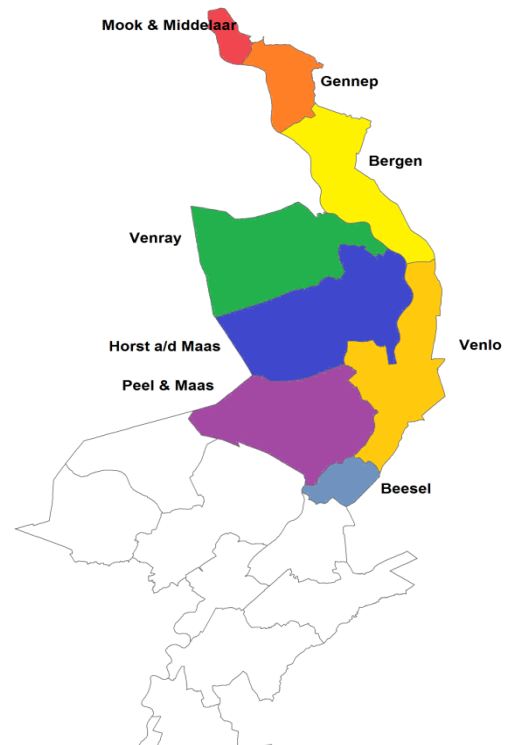 Mook & Middelaar
Gennep
Bergen
Venray
Horst a/d Maas
Venlo
Peel & Maas
Beesel